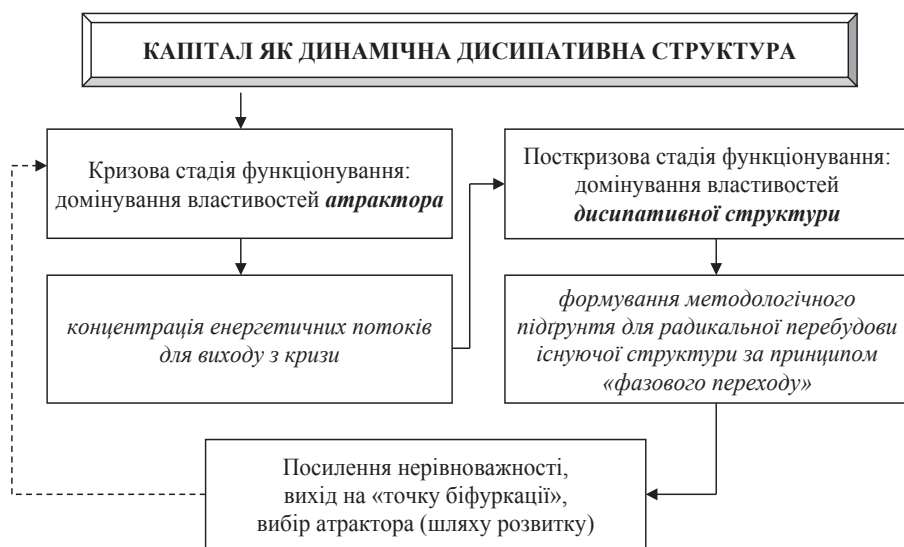 КАПІТАЛ ЯК ДИНАМІЧНА ДИСИПАТИВНА СТРУКТУРА
Кризова стадія функціонування:
домінування властивостей атрактора
концентрація енергетичних потоків
для виходу з кризи
Посткризова стадія функціонування:
домінування властивостей
дисипативної структури
формування методологічного
підґрунтя для радикальної перебудови
існуючої структури за принципом
«фазового переходу»
Посилення нерівноважності,
вихід на «точку біфуркації»,
вибір атрактора (шляху розвитку)